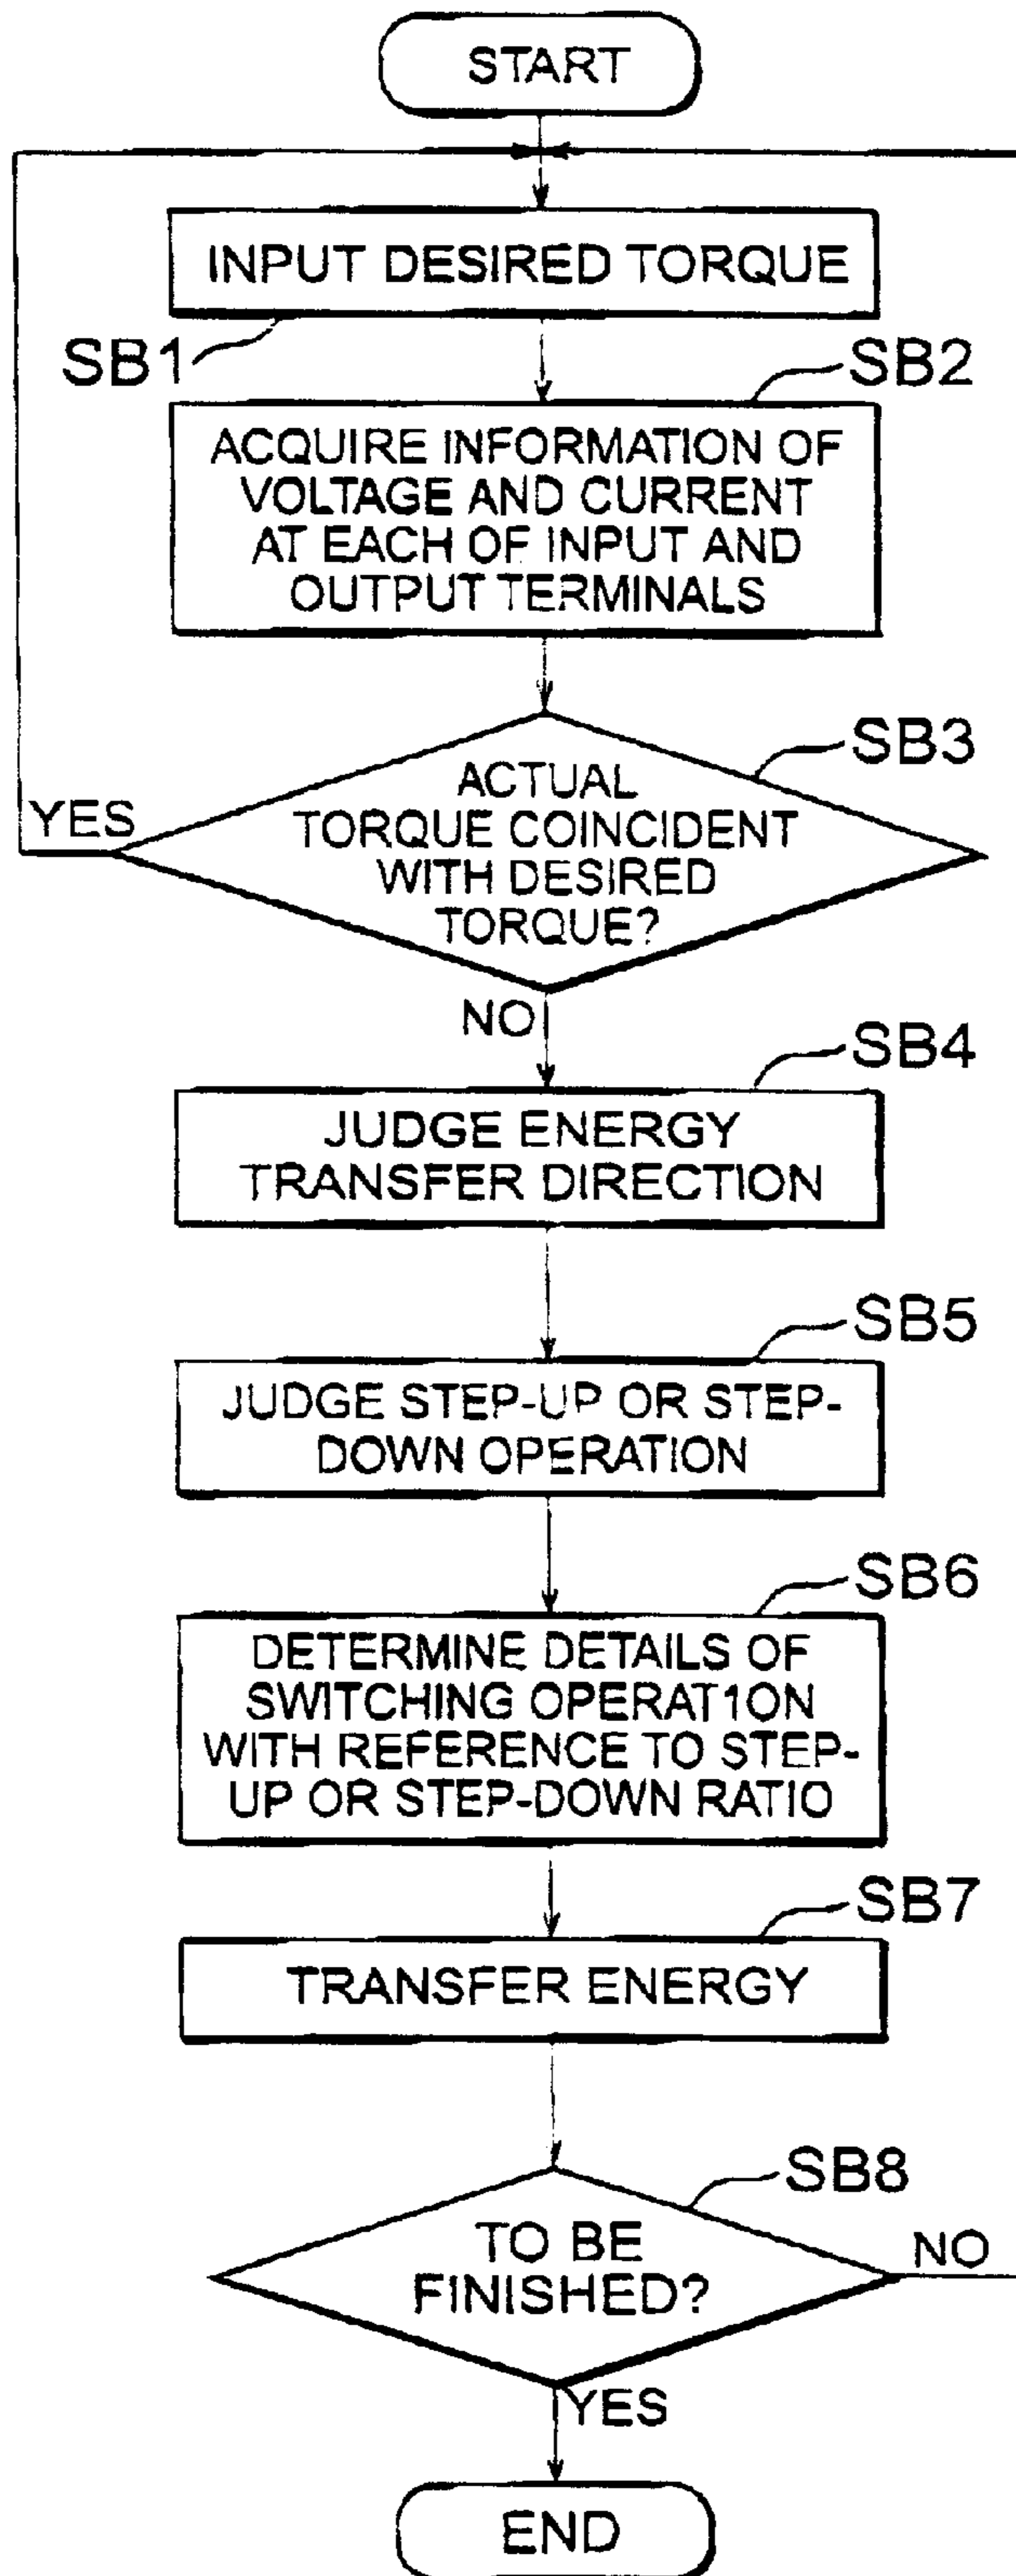 START
INPUT DESIRED TORQUE
SB1
SB2
ACQUIRE INFORMATION OF
VOLTAGE AND CURRENT
AT EACH OF INPUT AND
OUTPUT TERMINALS
SB3
ACTUAL
TORQUE COINCIDENT
WITH DESIRED
TORQUE?
YES
NO
SB4
JUDGE ENERGY
TRANSFER DIRECTION
SB5
JUDGE STEP-UP OR STEP-
DOWN OPERATION
SB6
DETERMINE DETAILS OF
SWITCHING OPERAT1ON
WITH REFERENCE TO STEP-
UP OR STEP-DOWN RATIO
SB7
TRANSFER ENERGY
SB8
TO BE
FINISHED?
NO
YES
END